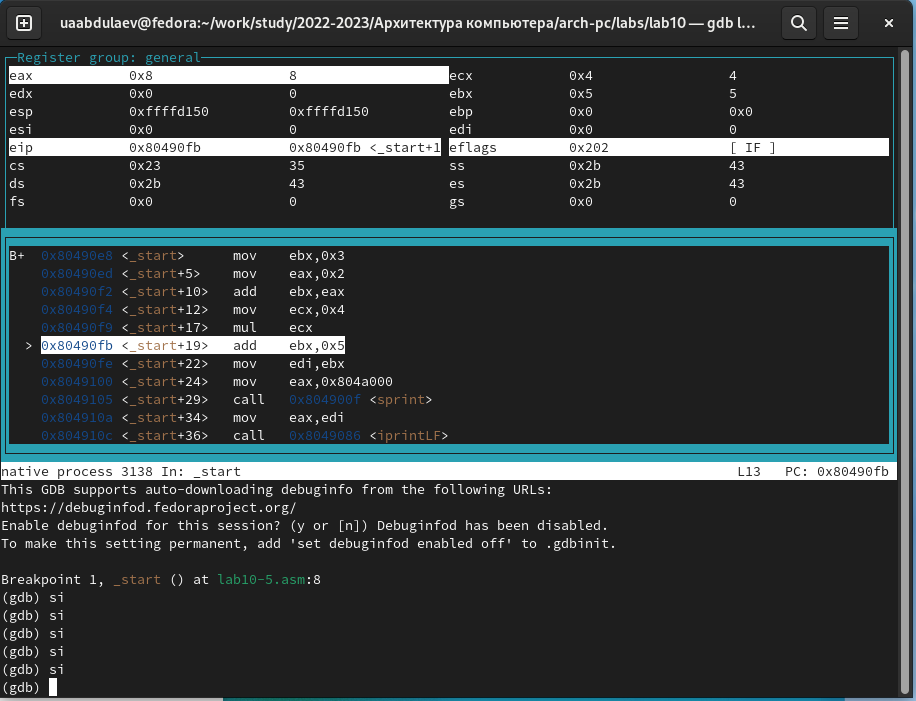 uaabdulaev@fedora:~/work/study/2022-2023/Архитектура компьютера/arch-pc/labs/lab10 — gdb l...
Register group: general
eax 0x8 8 ecx 0x4 4
edx 0x0 0 ebx 0x5 5
esp 0xffffd150 0xffffd150 ebp 0x0 0x0
esi 0x0 0 edi 0x0 0
eip 0x80490fb 0x80490fb <_start+1 eflags 0x202 [ IF ]
cs 0x23 35 ss 0x2b 43
ds 0x2b 43 es 0x2b 43
fs 0x0 0 gs 0x0 0
B+ 0x80490e8 <_start> mov ebx,0x3
0x80490ed <_start+5> mov eax,0x2
0x80490f2 <_start+10> add ebx,eax
0x80490f4 <_start+12> mov ecx,0x4
0x80490f9 <_start+17> mul ecx
> 0x80490fb <_start+19> add ebx,0x5
0x80490fe <_start+22> mov edi,ebx
0x8049100 <_start+24> mov eax,0x804a000
0x8049105 <_start+29> call 0x804900f <sprint>
0x804910a <_start+34> mov eax,edi
0x804910c <_start+36> call 0x8049086 <iprintLF>
native process 3138 In: _start L13 PC: 0x80490fb
This GDB supports auto-downloading debuginfo from the following URLs:
https://debuginfod.fedoraproject.org/
Enable debuginfod for this session? (y or [n]) Debuginfod has been disabled.
To make this setting permanent, add 'set debuginfod enabled off' to .gdbinit.
Breakpoint 1, _start () at lab10-5.asm:8
(gdb) si
(gdb) si
(gdb) si
(gdb) si
(gdb) si
(gdb)